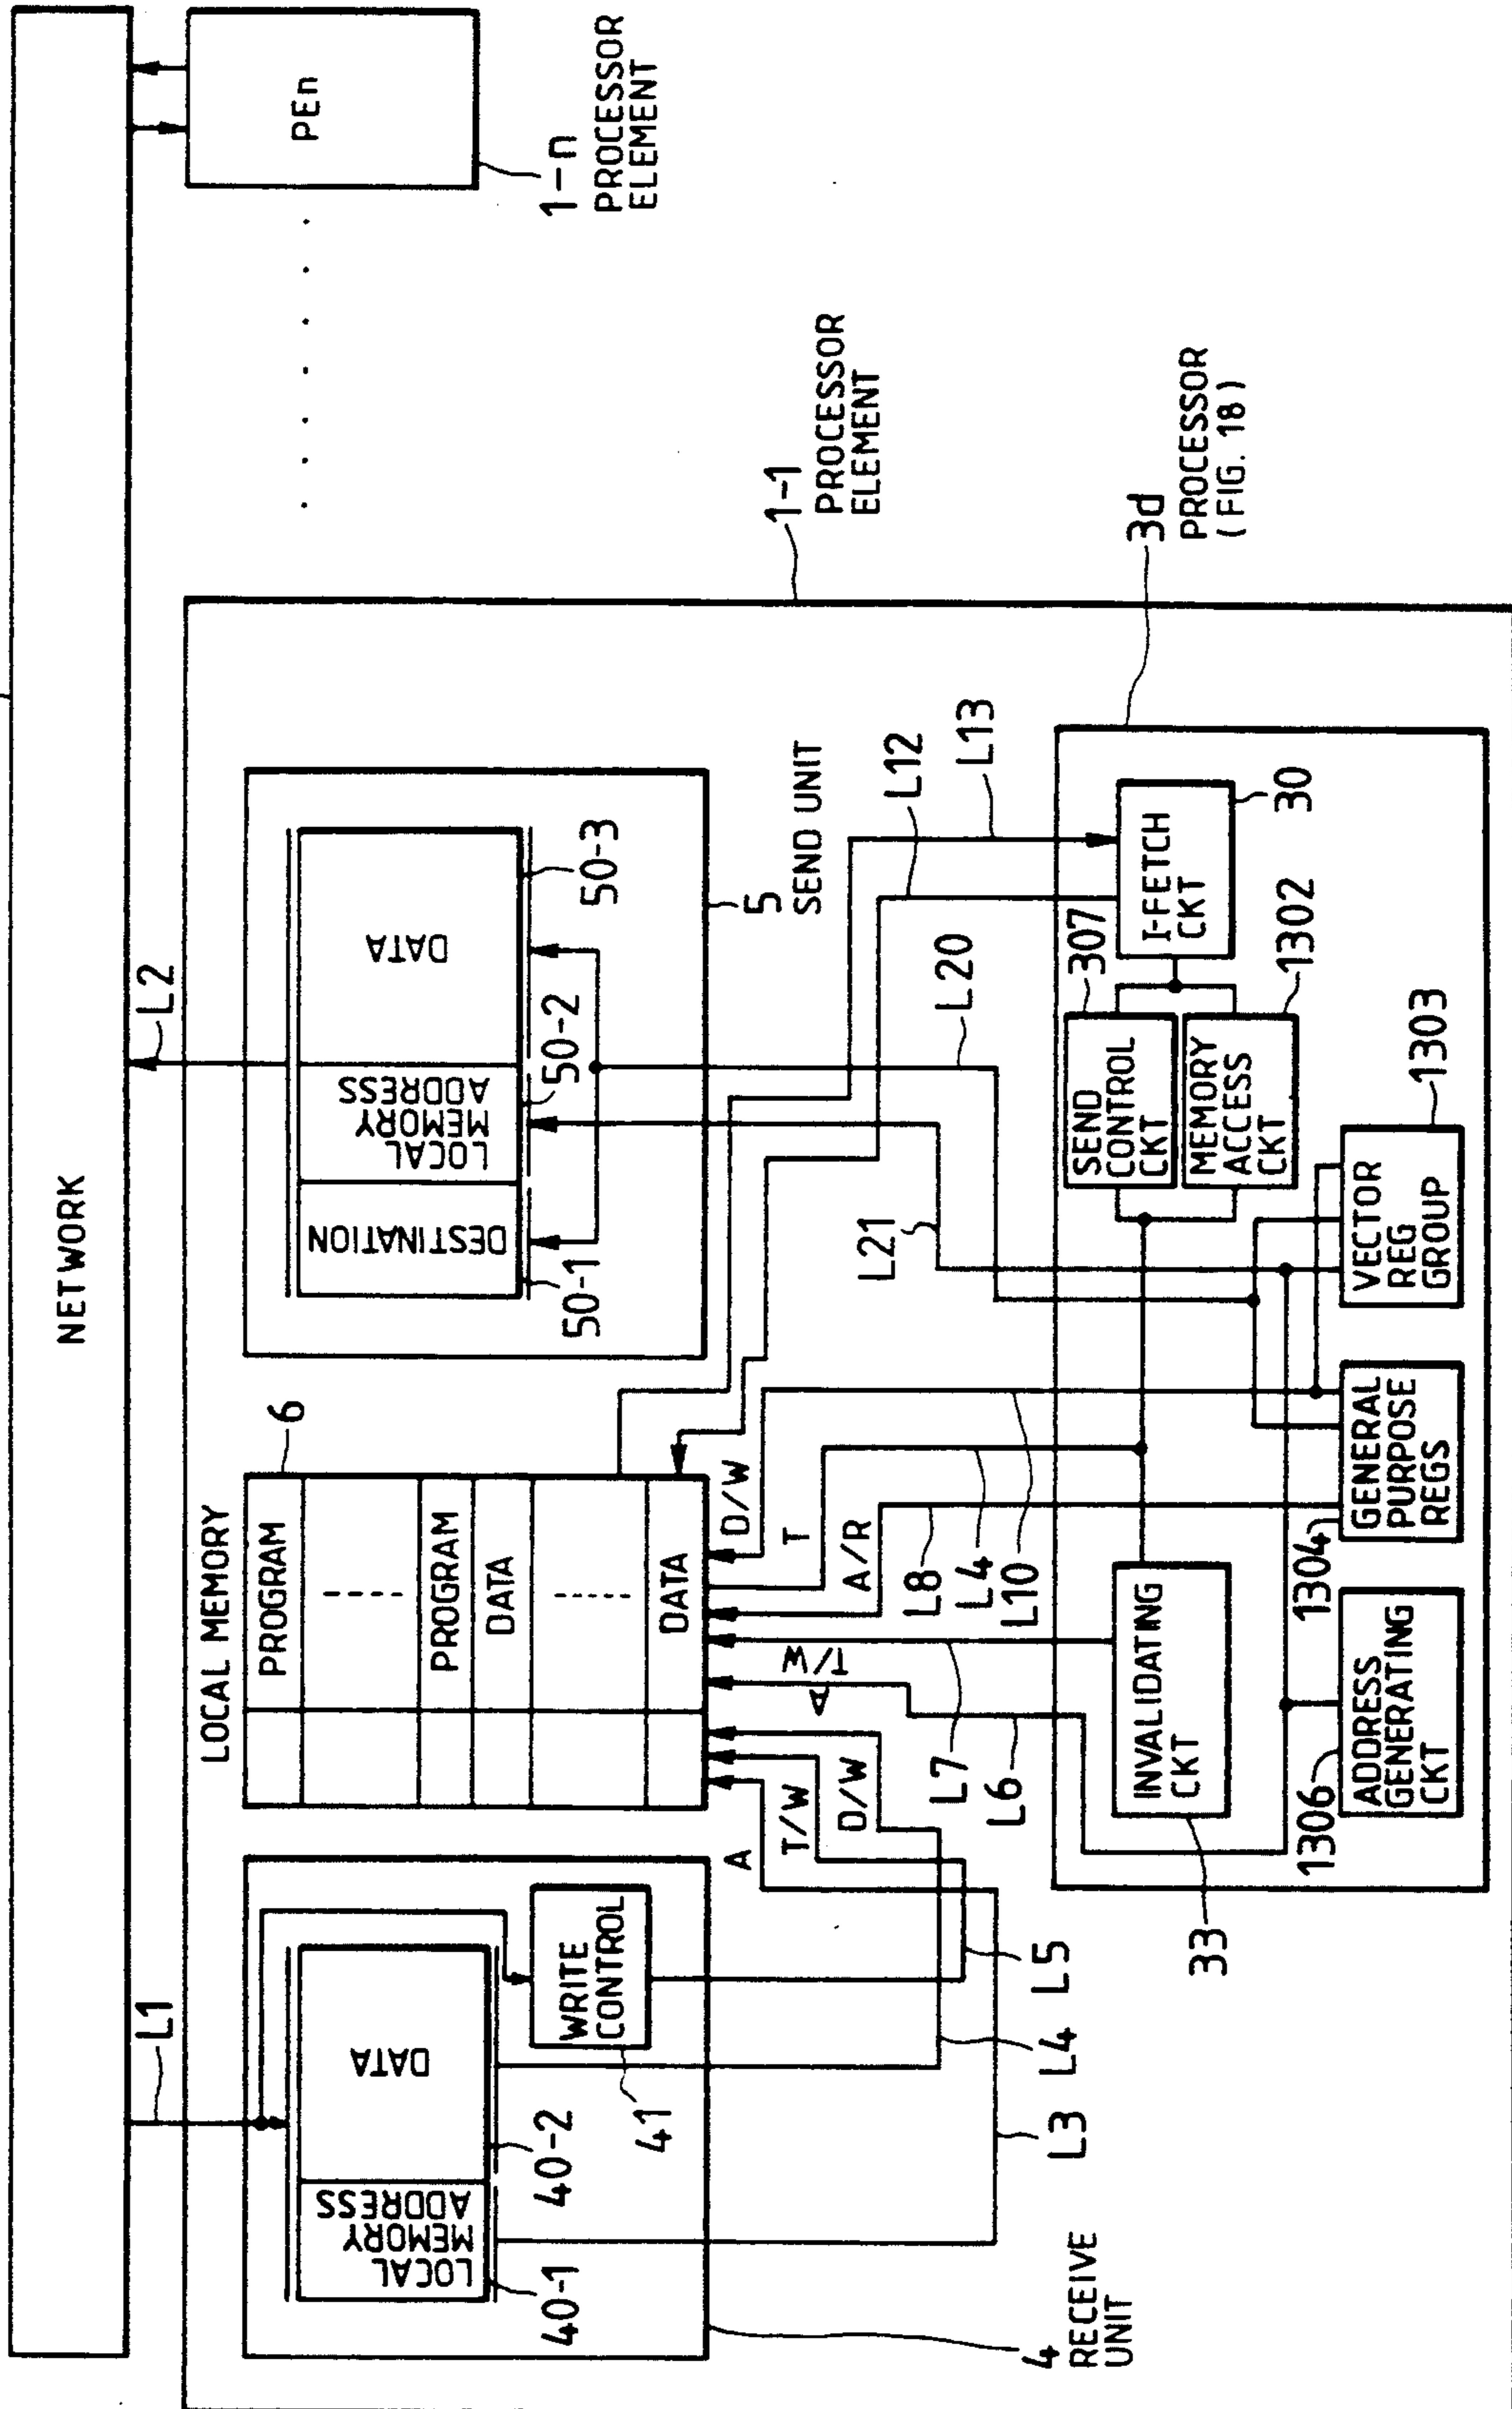 NETWORK
L1
L2
PEn
1-n
PROCESSOR
ELEMENT
LOCAL MEMORY
6
PROGRAM
PROGRAM
DATA
DATA
LOCAL
MEMORY
ADDRESS
DATA
40-1
40-2
WRITE
CONTROL
41
4
RECEIVE
UNIT
DESTINATION
LOCAL
MEMORY
ADDRESS
DATA
50-1
50-2
50-3
5
SEND UNIT
A
T/W
D/W
A
T/W
A/R
T
D/W
L3
L4
L5
L6
L7
L8
L4
L10
L21
L20
L12
L13
1-1
PROCESSOR
ELEMENT
3d
PROCESSOR
(FIG. 18)
33
INVALIDATING
CKT
SEND
CONTROL
CKT
307
I-FETCH
CKT
30
MEMORY
ACCESS
CKT
1302
1306
ADDRESS
GENERATING
CKT
1304
GENERAL
PURPOSE
REGS
VECTOR
REG
GROUP
1303